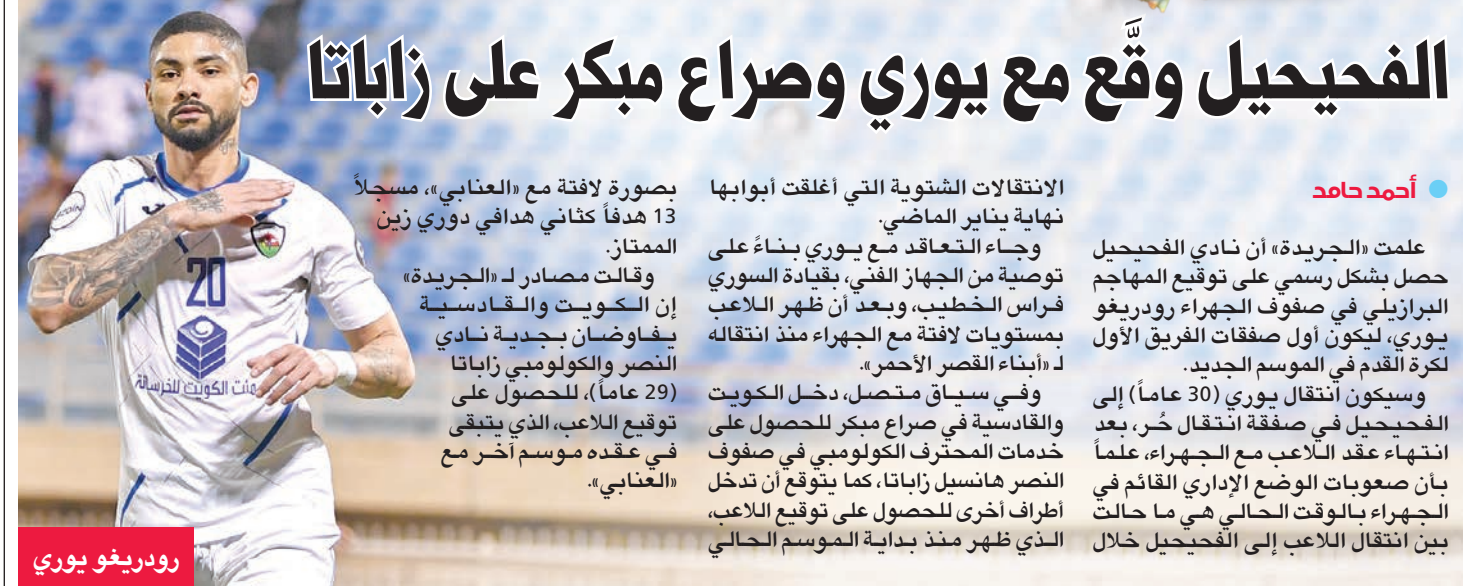 الفحيحيل وقَّع مع يوري وصراع مبكر على زاباتا
أحمد حامد
علمت «الجريدة» أن نادي الفحيحيل
حصل بشكل رسمي على توقيع المهاجم
البرازيلي في صفوف الجهراء رودريغو
يوري، ليكون أول صفقات الفريق الأول
لكرة القدم في الموسم الجديد.
وسيكون انتقال يوري (30 عاماً) إلى
الفحيحيل في صفقة انتقال حُر، بعد
انتهاء عقد اللاعب مع الجهراء، علماً
بأن صعوبات الوضع الإداري القائم في
الجهراء بالوقت الحالي هي ما حالت
بين انتقال اللاعب إلى الفحيحيل خلال
الانتقالات الشتوية التي أغلقت أبوابها
نهاية يناير الماضي.
وجاء التعاقد مع يوري بناءً على
توصية من الجهاز الفني، بقيادة السوري
فراس الخطيب، وبعد أن ظهر اللاعب
بمستويات لافتة مع الجهراء منذ انتقاله
لـ «أبناء القصر الأحمر».
وفي سياق متصل، دخل الكويت
والقادسية في صراع مبكر للحصول على
خدمات المحترف الكولومبي في صفوف
النصر هانسيل زاباتا، كما يتوقع أن تدخل
أطراف أخرى للحصول على توقيع اللاعب،
الذي ظهر منذ بداية الموسم الحالي
بصورة لافتة مع «العنابي»، مسجلاً
13 هدفاً كثاني هدافي دوري زين
الممتاز.
وقالت مصادر لـ «الجريدة»
إن الكويت والقادسية
يفاوضان بجدية نادي
النصر والكولومبي زاباتا
(29 عاماً)، للحصول على
توقيع اللاعب، الذي يتبقى
في عقده موسم آخر مع
«العنابي».
20
الكويت للخرسانة
رودريغو يوري